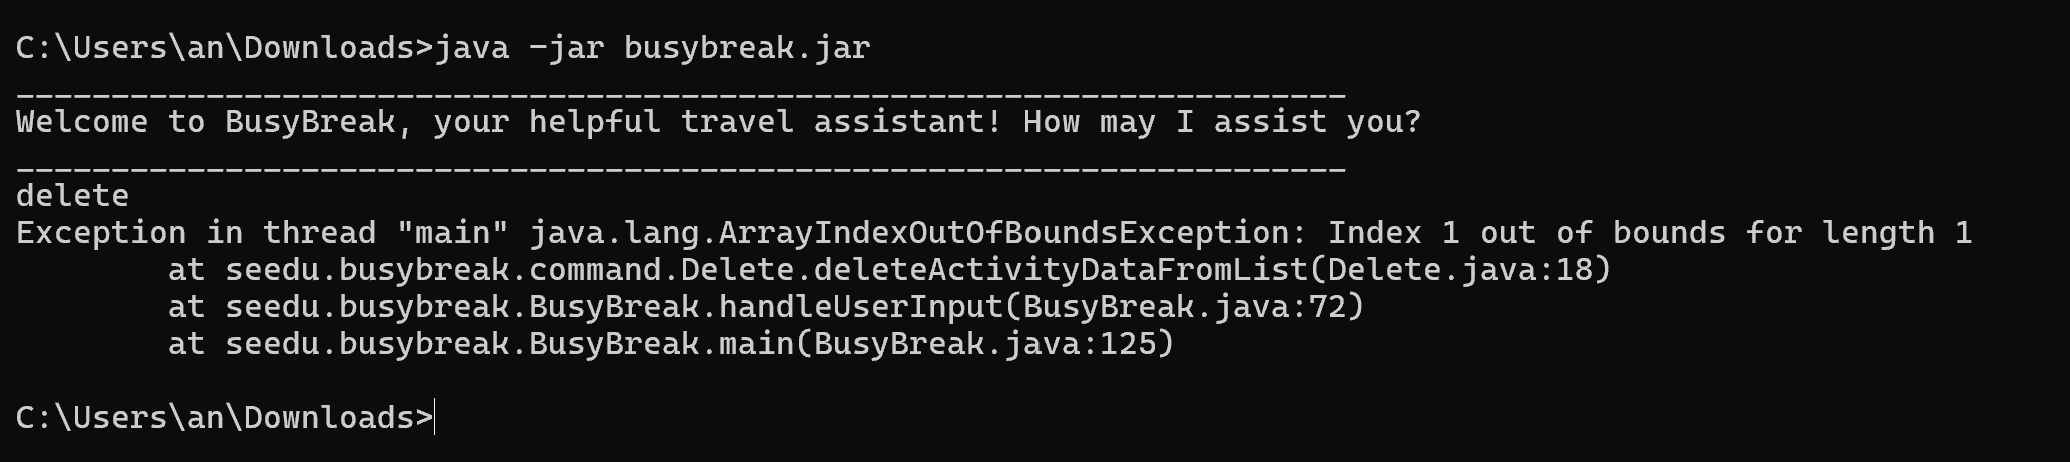 C:\Users\an\Downloads>java -jar busybreak.jar
______________________________________________________________________
Welcome to BusyBreak, your helpful travel assistant! How may I assist you?
______________________________________________________________________
delete
Exception in thread "main" java.lang.ArrayIndexOutOfBoundsException: Index 1 out of bounds for length 1
        at seedu.busybreak.command.Delete.deleteActivityDataFromList(Delete.java:18)
        at seedu.busybreak.BusyBreak.handleUserInput(BusyBreak.java:72)
        at seedu.busybreak.BusyBreak.main(BusyBreak.java:125)
C:\Users\an\Downloads>